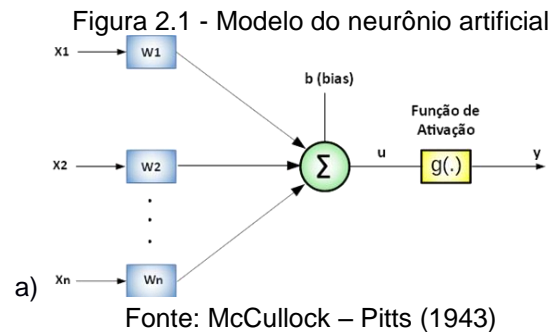 Figura 2.1 - Modelo do neurônio artificial
X1
W1
b (bias)
Função de
Ativação
X2
W2
Σ
u
g(.)
y
a)
Xn
Wn
Fonte: McCullock – Pitts (1943)